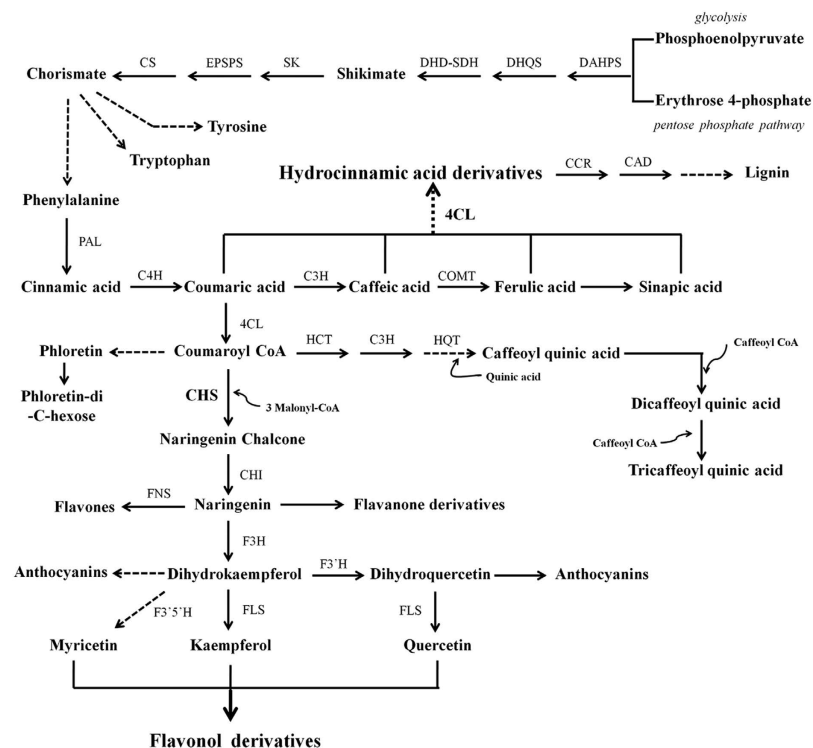 glycolysis
Phosphoenolpyruvate
CS
EPSPS
SK
DHD-SDH
DHQS
DAHPS
Chorismate
Shikimate
Erythrose 4-phosphate
pentose phosphate pathway
Tyrosine
Tryptophan
Hydrocinnamic acid derivatives
CCR
CAD
Lignin
Phenylalanine
4CL
PAL
Cinnamic acid
C4H
Coumaric acid
C3H
Caffeic acid
COMT
Ferulic acid
Sinapic acid
4CL
Phloretin
Coumaroyl CoA
HCT
C3H
HQT
Caffeoyl quinic acid
Caffeoyl CoA
Quinic acid
Phloretin-di
-C-hexose
CHS
3 Malonyl-CoA
Dicaffeoyl quinic acid
Naringenin Chalcone
Caffeoyl CoA
Tricaffeoyl quinic acid
CHI
Flavones
FNS
Naringenin
Flavanone derivatives
F3H
Anthocyanins
Dihydrokaempferol
F3`H
Dihydroquercetin
Anthocyanins
F3`5`H
FLS
FLS
Myricetin
Kaempferol
Quercetin
Flavonol derivatives